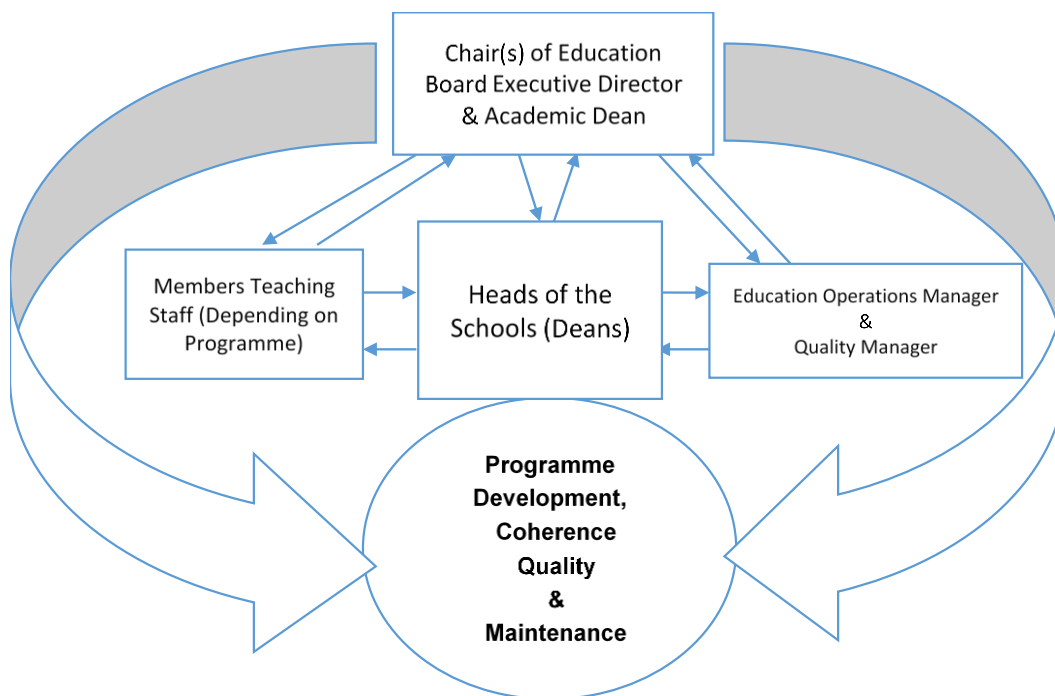 Chair(s) of Education
Board Executive Director
& Academic Dean
Members Teaching
Staff (Depending on
Programme)
Heads of the
Schools (Deans)
Education Operations Manager
&
Quality Manager
Programme
Development,
Coherence
Quality
&
Maintenance